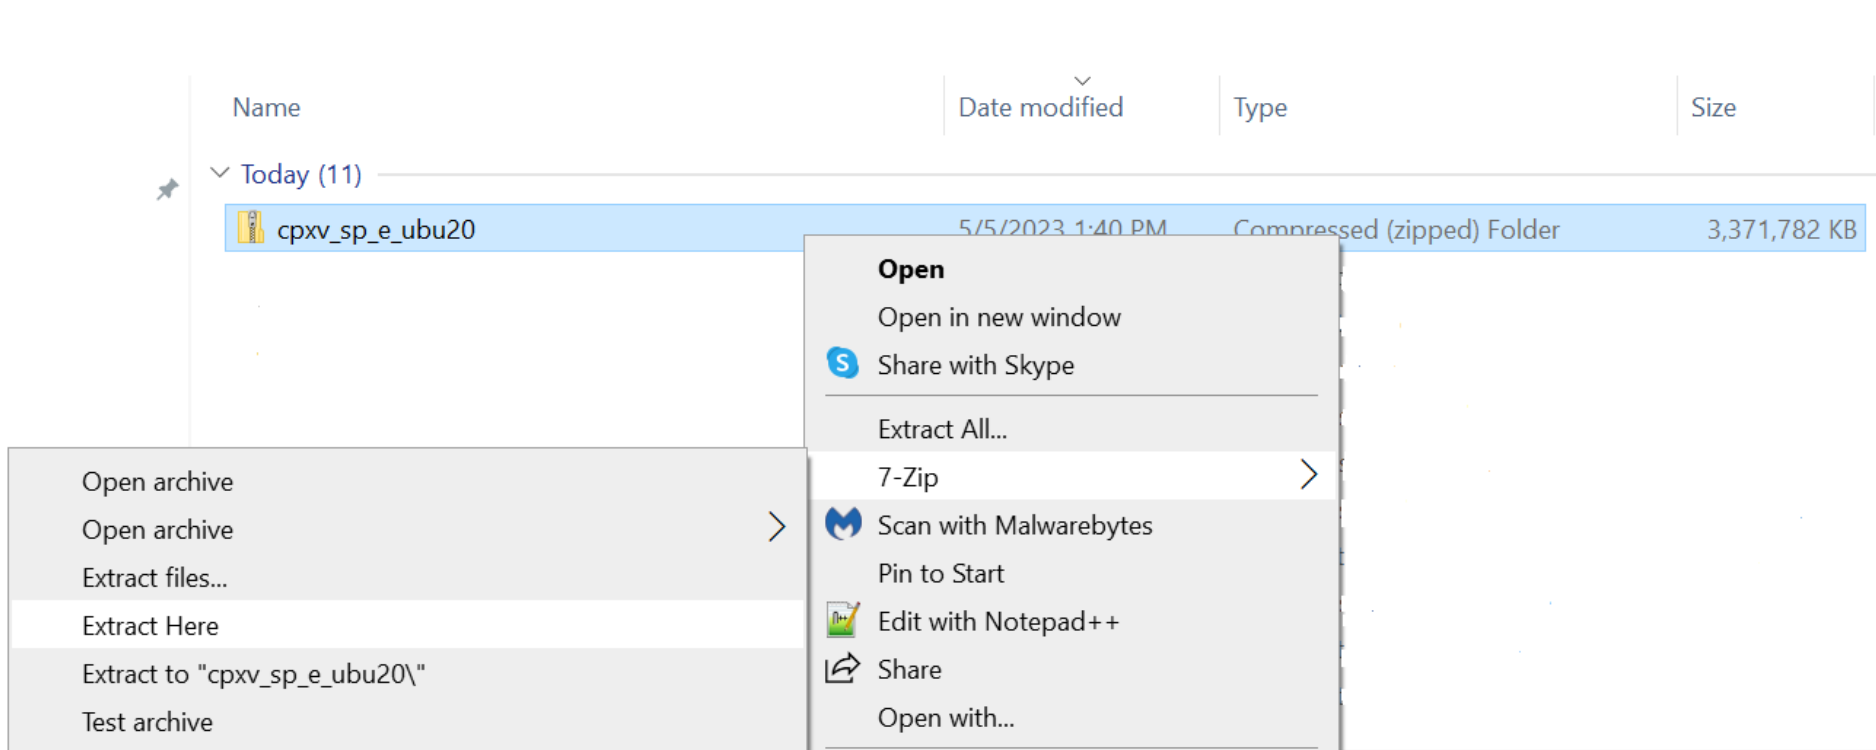 Name Date modified Type Size
Today (11)
cpxv_sp_e_ubu20 5/5/2023 1:40 PM Compressed (zipped) Folder 3,371,782 KB
Open
Open in new window
Share with Skype
Extract All...
7-Zip
Scan with Malwarebytes
Pin to Start
Edit with Notepad++
Share
Open with...
Open archive
Open archive
Extract files...
Extract Here
Extract to "cpxv_sp_e_ubu20\"
Test archive